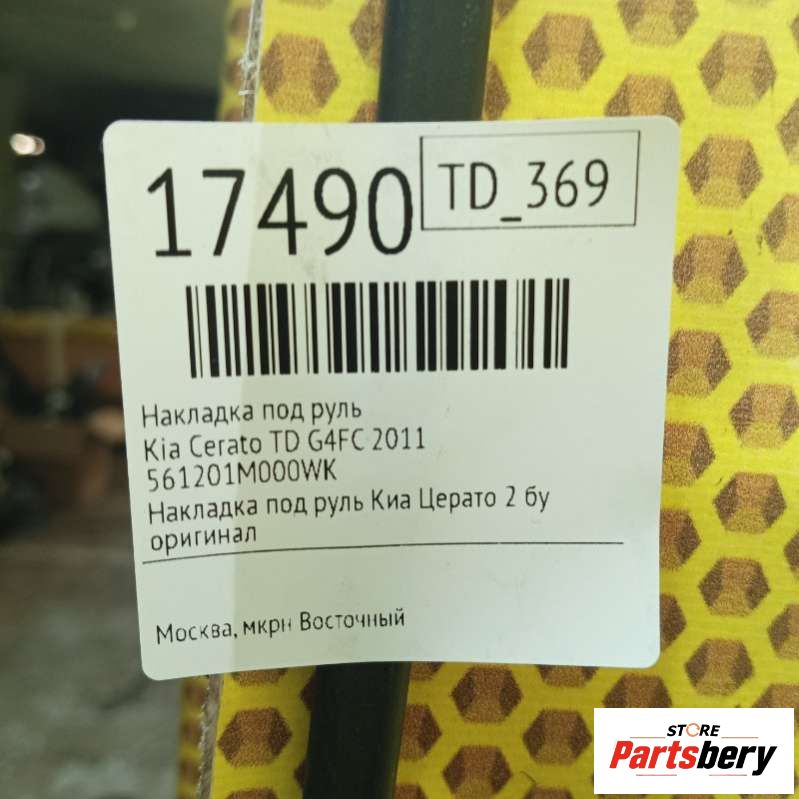 17490
TD_369
Накладка под руль
Kia Cerato TD G4FC 2011
561201M000WK
Накладка под руль Киа Церато 2 бу
оригинал
Москва, мкрн Восточный
STORE
Partsbery